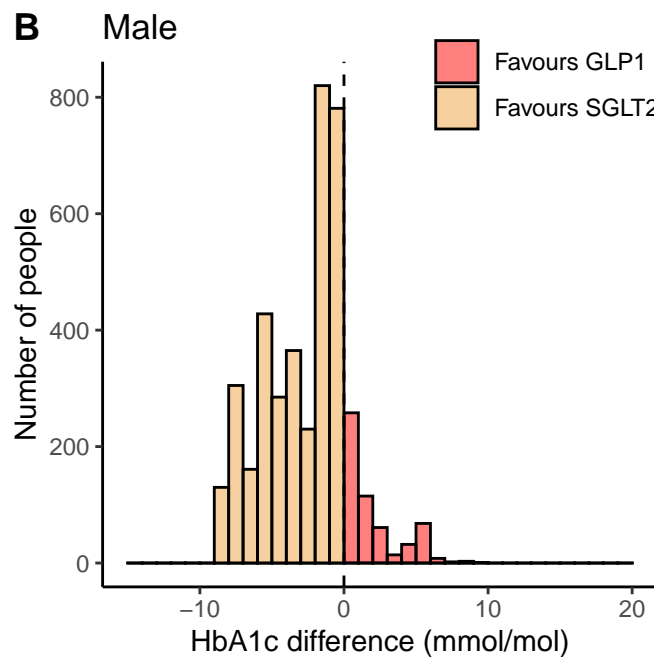 B Male
Favours GLP1
Favours SGLT2
Number of people
800
600
400
200
0
−10 0 10 20
HbA1c difference (mmol/mol)